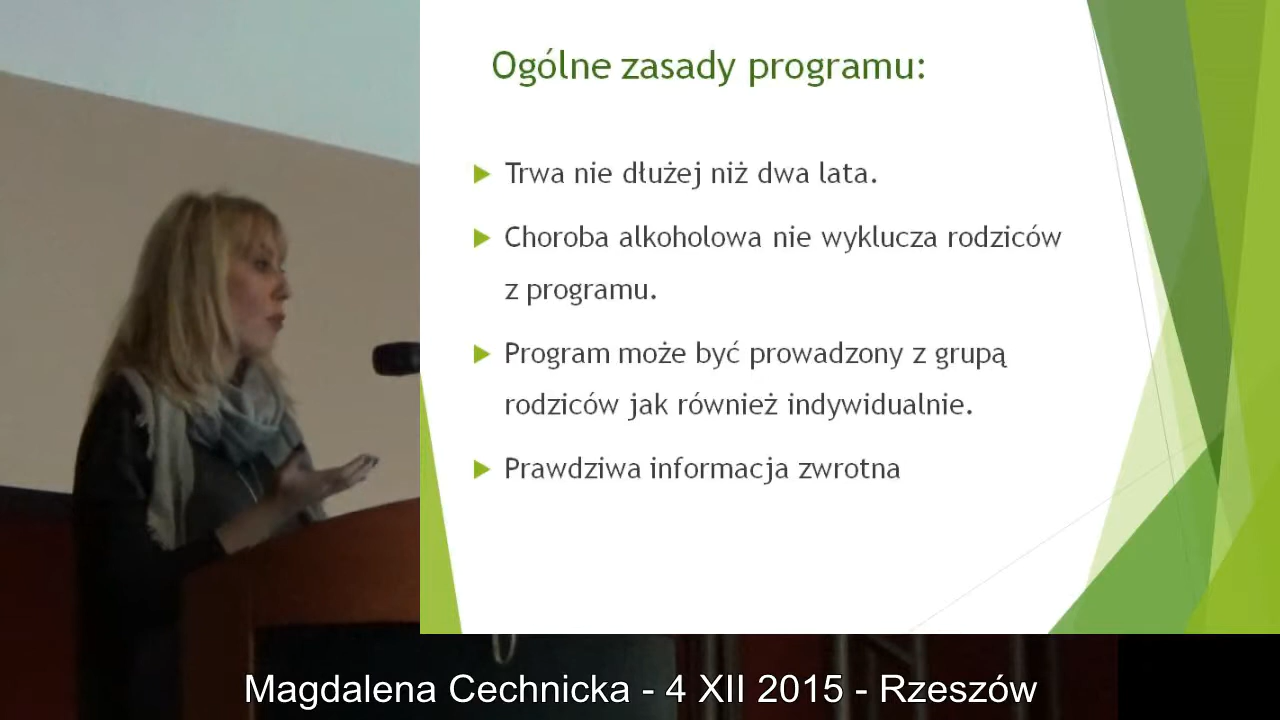 Ogólne zasady programu:
Trwa nie dłużej niż dwa lata.
Choroba alkoholowa nie wyklucza rodziców
z programu.
Program może być prowadzony z grupą
rodziców jak również indywidualnie.
Prawdziwa informacja zwrotna
Magdalena Cechnicka - 4 XII 2015 - Rzeszów